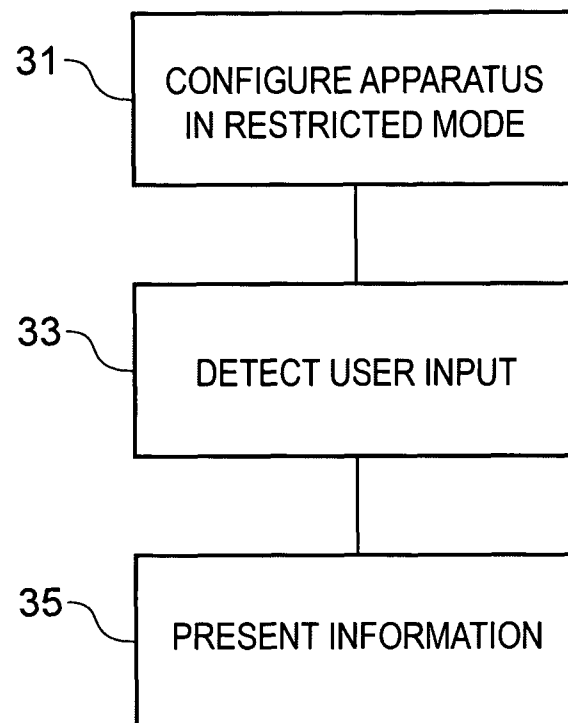 31
CONFIGURE APPARATUS
IN RESTRICTED MODE
33
DETECT USER INPUT
35
PRESENT INFORMATION